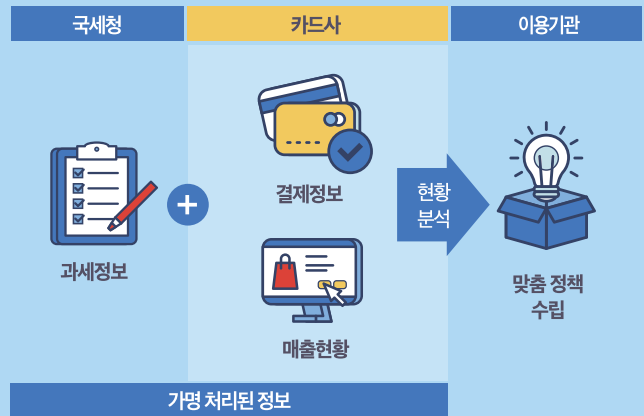 국세청
카드사
이용기관
과세정보
결제정보
매출현황
현황
분석
맞춤 정책
수립
가명 처리된 정보